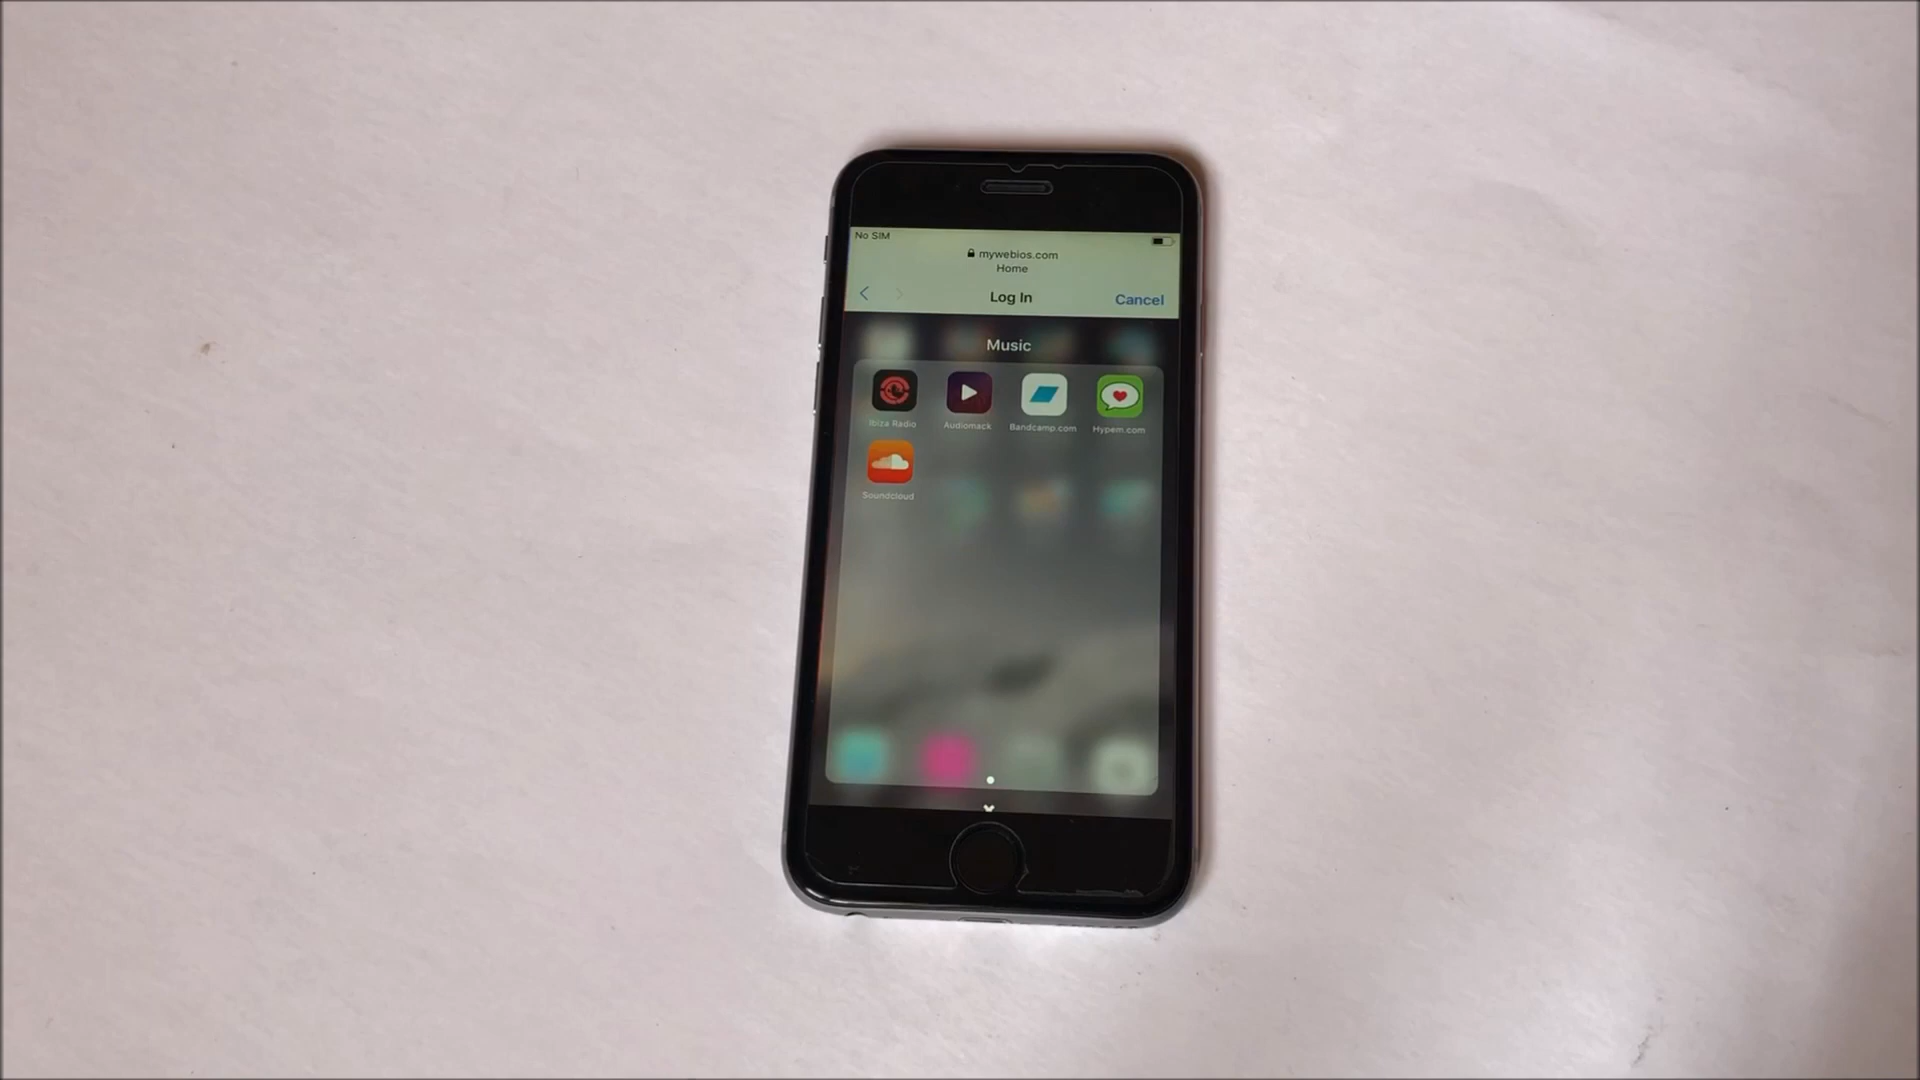 No SIM
mywebios.com
Home
Log In
Cancel
Music
Ibiza Radio
Audiomack
Bandcamp.com
Hypem.com
Soundcloud